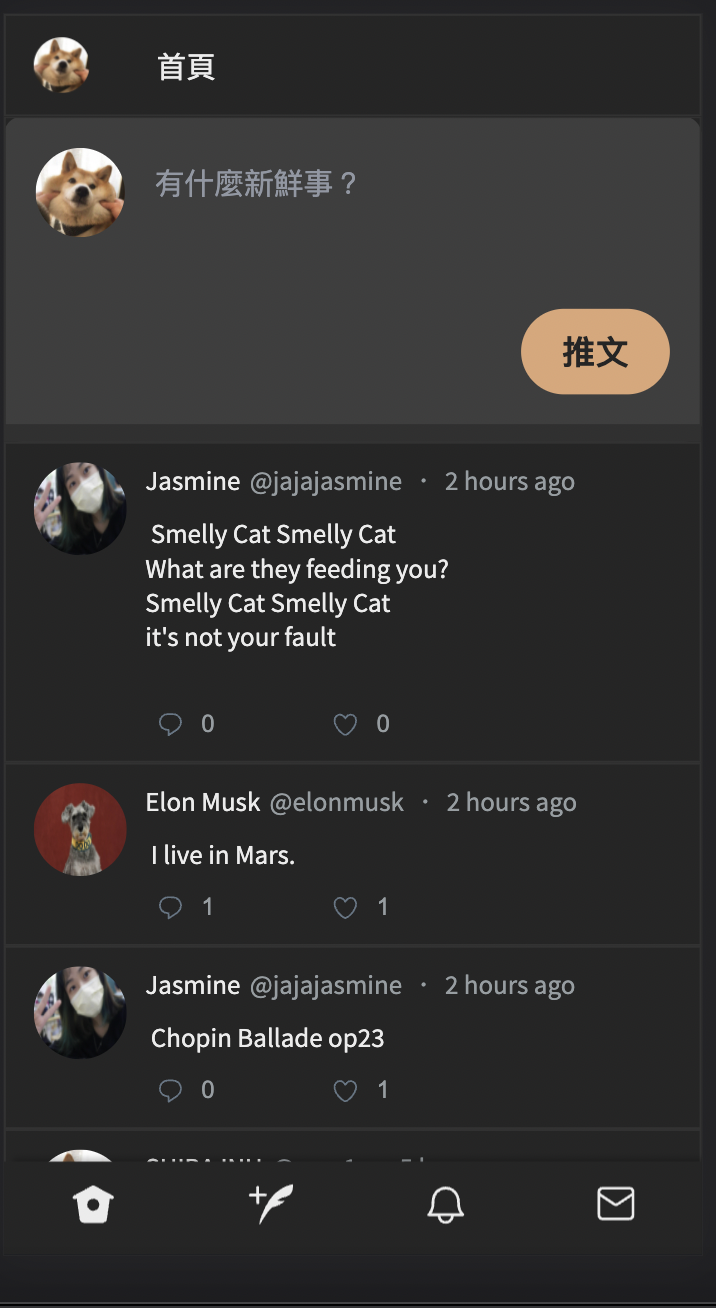 首頁
有什麼新鮮事？
推文
Jasmine @jajajasmine · 2 hours ago
Smelly Cat Smelly Cat
What are they feeding you?
Smelly Cat Smelly Cat
it's not your fault
0 0
Elon Musk @elonmusk · 2 hours ago
I live in Mars.
1 1
Jasmine @jajajasmine · 2 hours ago
Chopin Ballade op23
0 1